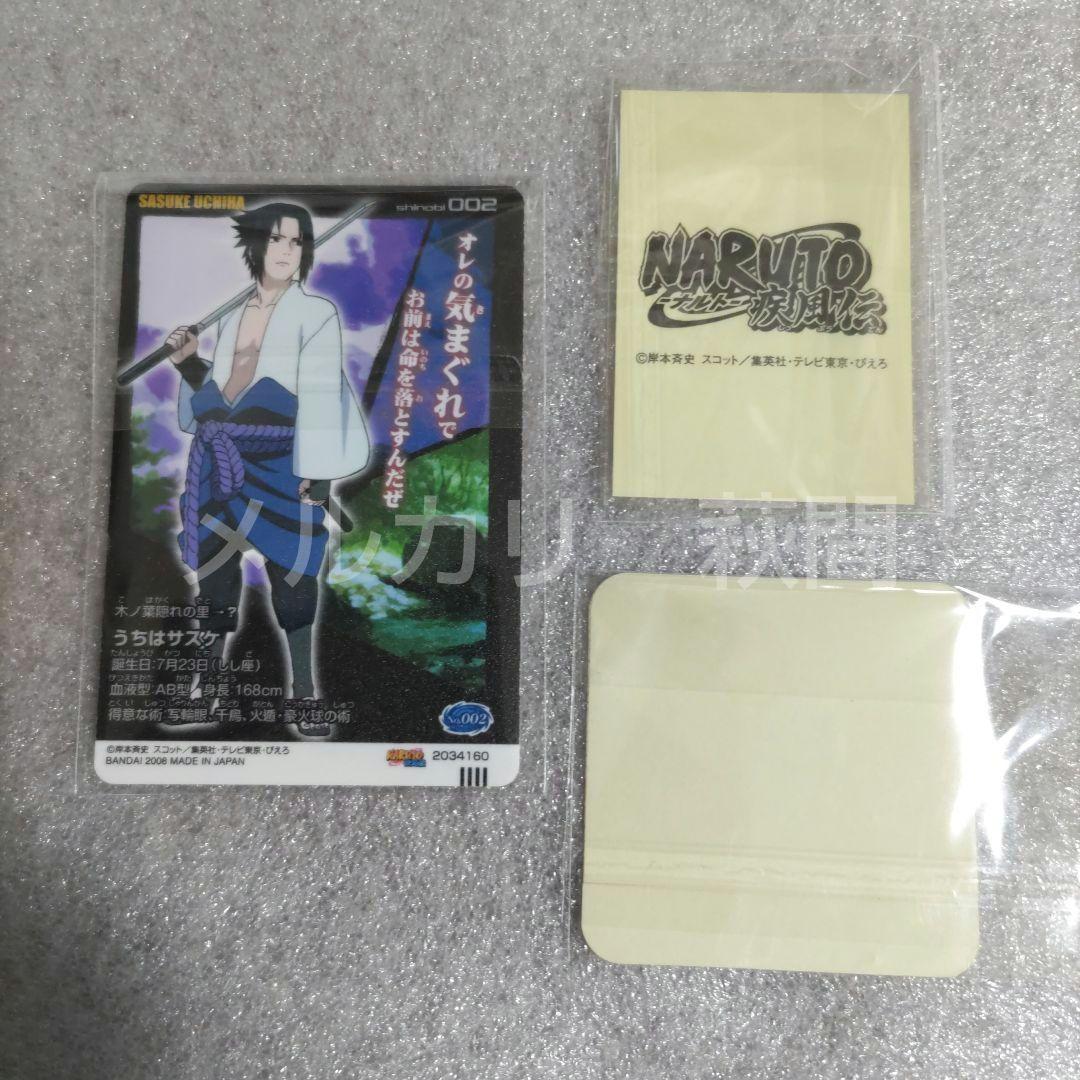 SASUKE UCHIHA
shinobi 002
オレの気まぐれで
お前は命を落とすんだぜ
木ノ葉隠れの里→?
うちはサスケ
誕生日:7月23日(しし座)
血液型:AB型/身長:168cm
得意な術 写輪眼、千鳥、火遁・豪火球の術
No.002
©岸本斉史 スコット/集英社・テレビ東京・ぴえろ
BANDAI 2008 MADE IN JAPAN
NARUTO
2034160
NARUTO
-ナルト-
疾風伝
©岸本斉史 スコット/集英社・テレビ東京・ぴえろ
メルカリ 萩間